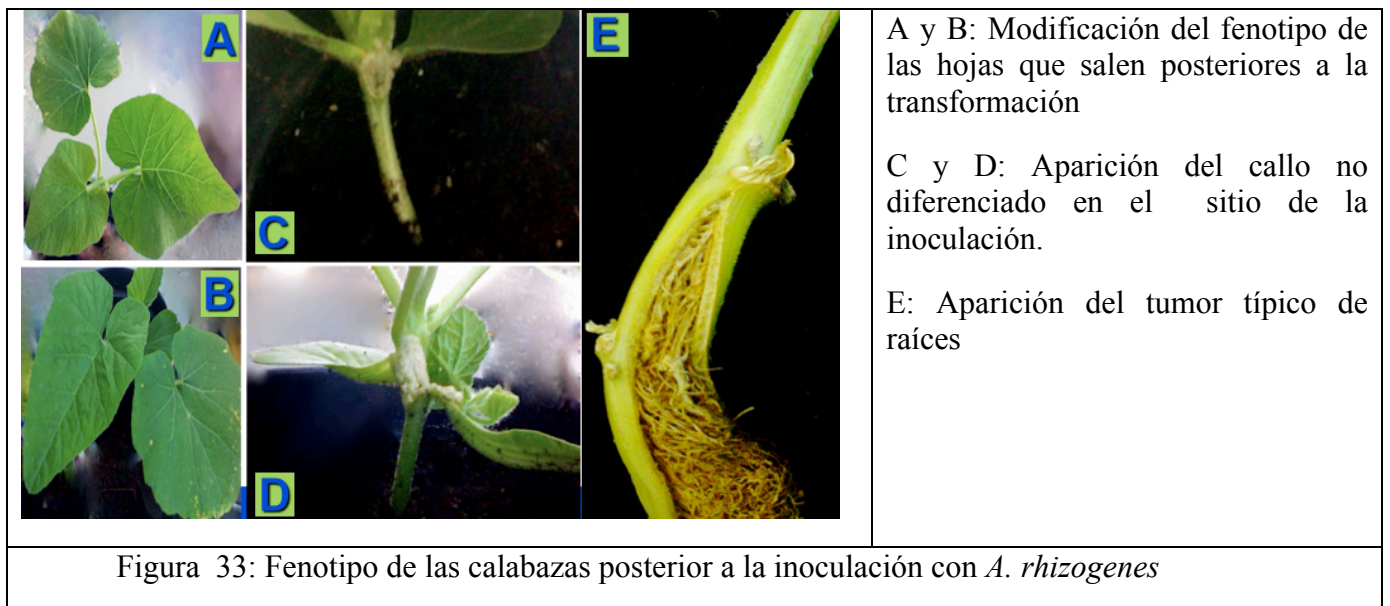 A
B
C
D
E
A y B: Modificación del fenotipo de
las hojas que salen posteriores a la
transformación
C y D: Aparición del callo no
diferenciado en el sitio de la
inoculación.
E: Aparición del tumor típico de
raíces
Figura 33: Fenotipo de las calabazas posterior a la inoculación con A. rhizogenes